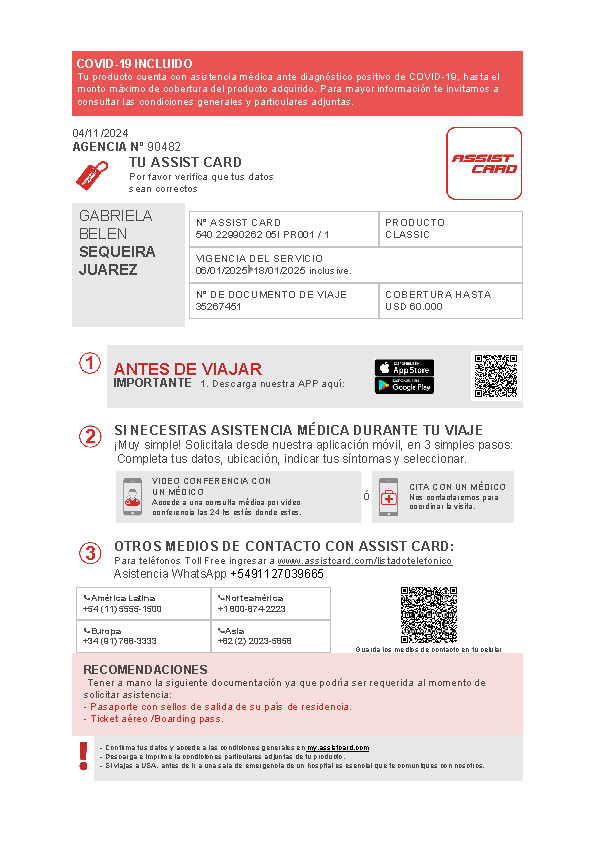 COVID-19 INCLUIDO
Tu producto cuenta con asistencia médica ante diagnóstico positivo de COVID-19, hasta el
monto máximo de cobertura del producto adquirido. Para mayor información te invitamos a
consultar las condiciones generales y particulares adjuntas.
04/11/2024
AGENCIA Nº 90482
TU ASSIST CARD
Por favor verifica que tus datos
sean correctos
ASSIST
CARD
GABRIELA
BELEN
SEQUEIRA
JUAREZ
Nº ASSIST CARD
540 22990262 05I PR001 / 1
PRODUCTO
CLASSIC
VIGENCIA DEL SERVICIO
06/01/2025 18/01/2025 inclusive.
Nº DE DOCUMENTO DE VIAJE
35267451
COBERTURA HASTA
USD 60.000
1
ANTES DE VIAJAR
IMPORTANTE 1. Descarga nuestra APP aquí:
DISPONIBLE EN
App Store
DISPONIBLE EN
Google Play
2
SI NECESITAS ASISTENCIA MÉDICA DURANTE TU VIAJE
¡Muy simple! Solicitala desde nuestra aplicación móvil, en 3 simples pasos:
Completa tus datos, ubicación, indicar tus síntomas y seleccionar.
VIDEO CONFERENCIA CON
UN MÉDICO
Accede a una consulta médica por video
conferencia las 24 hs estés donde estes.
ó
CITA CON UN MÉDICO
Nos contactaremos para
coordinar la visita.
3
OTROS MEDIOS DE CONTACTO CON ASSIST CARD:
Para teléfonos Toll Free ingresar a www.assistcard.com/listadotelefonico
Asistencia WhatsApp +5491127039665
América Latina
+54 (11) 5555-1500
Norteamérica
+1 800-874-2223
Europa
+34 (91) 788-3333
Asia
+82 (2) 2023-5858
Guarda los medios de contacto en tu celular
RECOMENDACIONES
Tener a mano la siguiente documentación ya que podría ser requerida al momento de
solicitar asistencia:
- Pasaporte con sellos de salida de su país de residencia.
- Ticket aéreo /Boarding pass.
- Confirma tus datos y accede a las condiciones generales en my.assistcard.com
- Descarga e imprime la condiciones particulares adjuntas de tu producto.
- Si viajas a USA, antes de ir a una sala de emergencia de un hospital es esencial que te comuniques con nosotros.